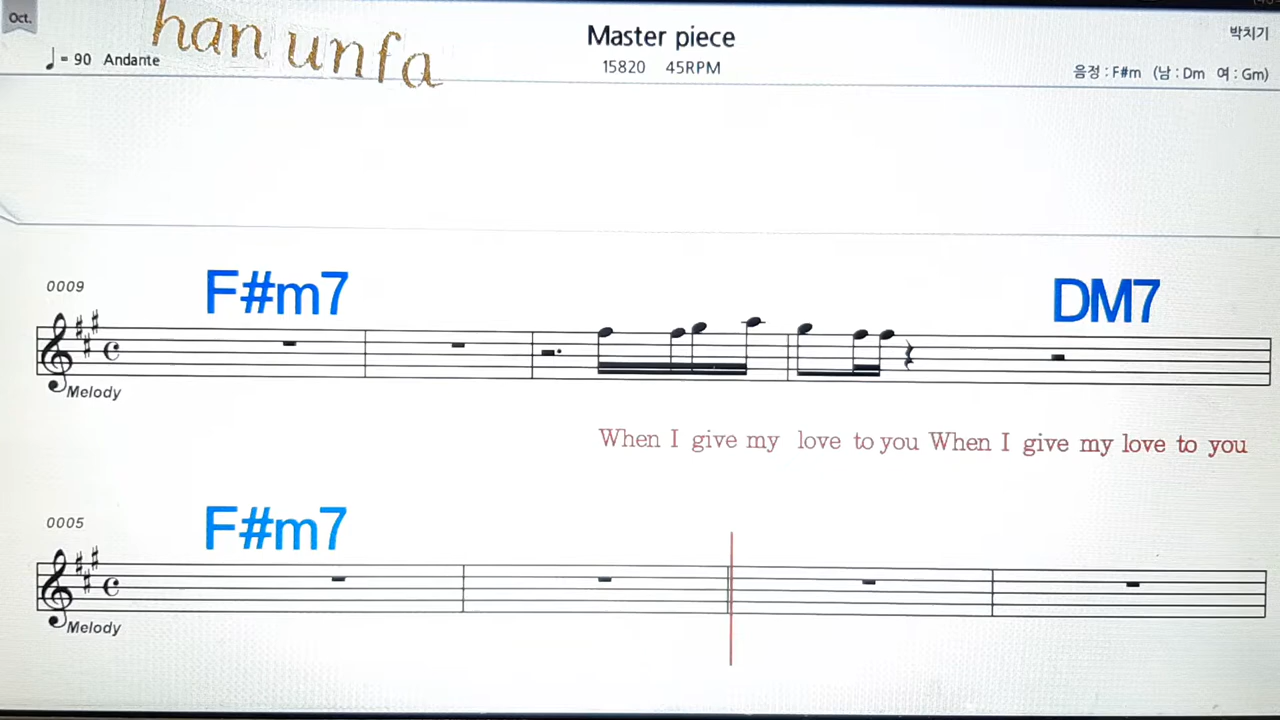 Oct.
han unfa
Master piece
박치기
♩= 90 Andante
15820 45RPM
음정 : F#m (남 : Dm 여 : Gm)
0009
F#m7
DM7
Melody
When I give my love to you When I give my love to you
0005
F#m7
Melody